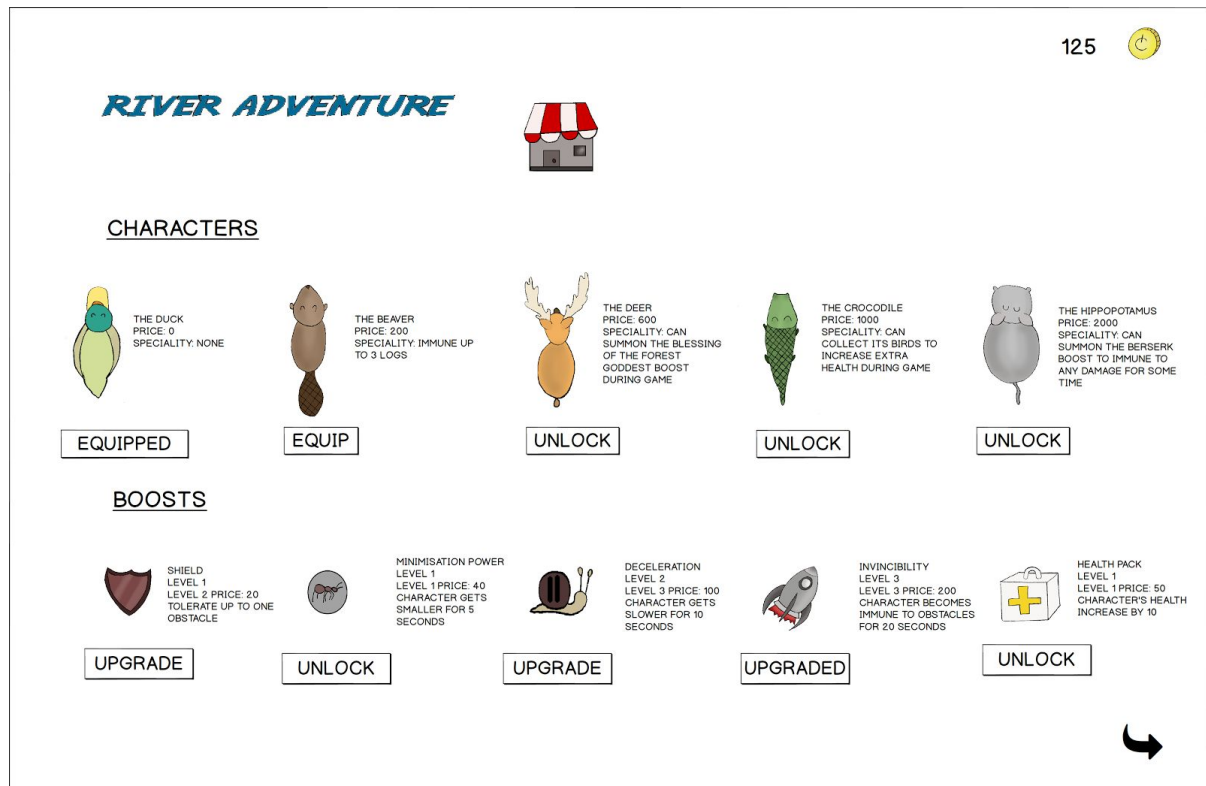 125
RIVER ADVENTURE
CHARACTERS
THE DUCK
PRICE: 0
SPECIALITY: NONE
EQUIPPED
THE BEAVER
PRICE: 200
SPECIALITY: IMMUNE UP
TO 3 LOGS
EQUIP
THE DEER
PRICE: 600
SPECIALITY: CAN
SUMMON THE BLESSING
OF THE FOREST
GODDEST BOOST
DURING GAME
UNLOCK
THE CROCODILE
PRICE: 1000
SPECIALITY: CAN
COLLECT ITS BIRDS TO
INCREASE EXTRA
HEALTH DURING GAME
UNLOCK
THE HIPPOPOTAMUS
PRICE: 2000
SPECIALITY: CAN
SUMMON THE BERSERK
BOOST TO IMMUNE TO
ANY DAMAGE FOR SOME
TIME
UNLOCK
BOOSTS
SHIELD
LEVEL 1
LEVEL 2 PRICE: 20
TOLERATE UP TO ONE
OBSTACLE
UPGRADE
MINIMISATION POWER
LEVEL 1
LEVEL 1 PRICE: 40
CHARACTER GETS
SMALLER FOR 5
SECONDS
UNLOCK
DECELERATION
LEVEL 2
LEVEL 3 PRICE: 100
CHARACTER GETS
SLOWER FOR 10
SECONDS
UPGRADE
INVINCIBILITY
LEVEL 3
LEVEL 3 PRICE: 200
CHARACTER BECOMES
IMMUNE TO OBSTACLES
FOR 20 SECONDS
UPGRADED
HEALTH PACK
LEVEL 1
LEVEL 1 PRICE: 50
CHARACTER'S HEALTH
INCREASE BY 10
UNLOCK